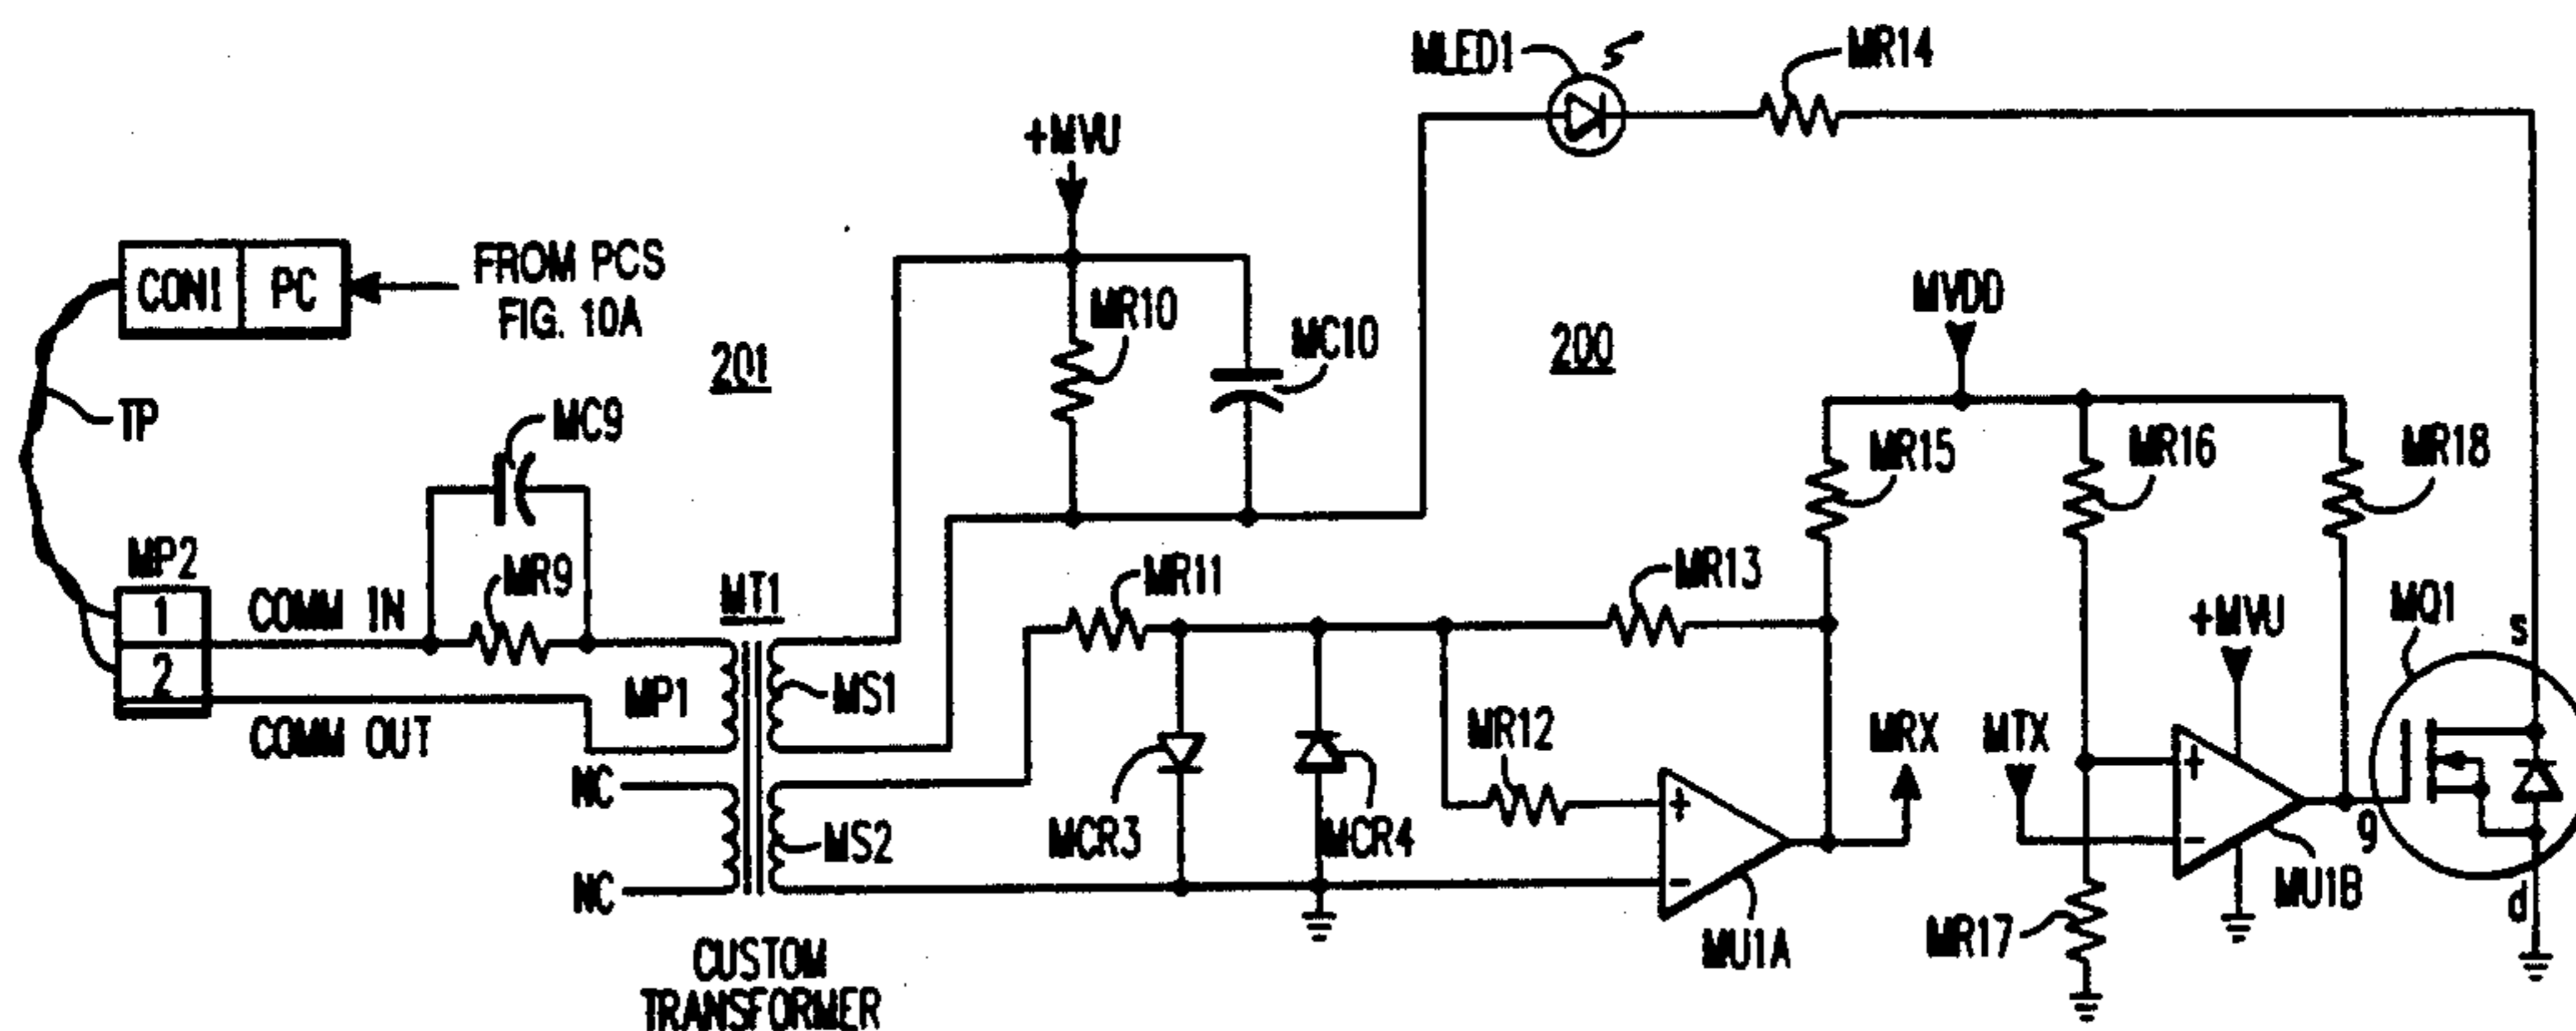 MLED1
MR14
+MVU
CON1 PC
FROM PCS
FIG. 10A
201
MR10
MC10
200
MVDD
TP
MC9
MR15
MR16
MR18
MP2
1
2
COMM IN
COMM OUT
MR9
MT1
MP1
MS1
MR11
MR13
MR12
+MVU
MQ1
s
NC
NC
MS2
MCR3
MCR4
+
-
MRX
MTX
+
-
g
d
MU1A
MU1B
MR17
CUSTOM
TRANSFORMER